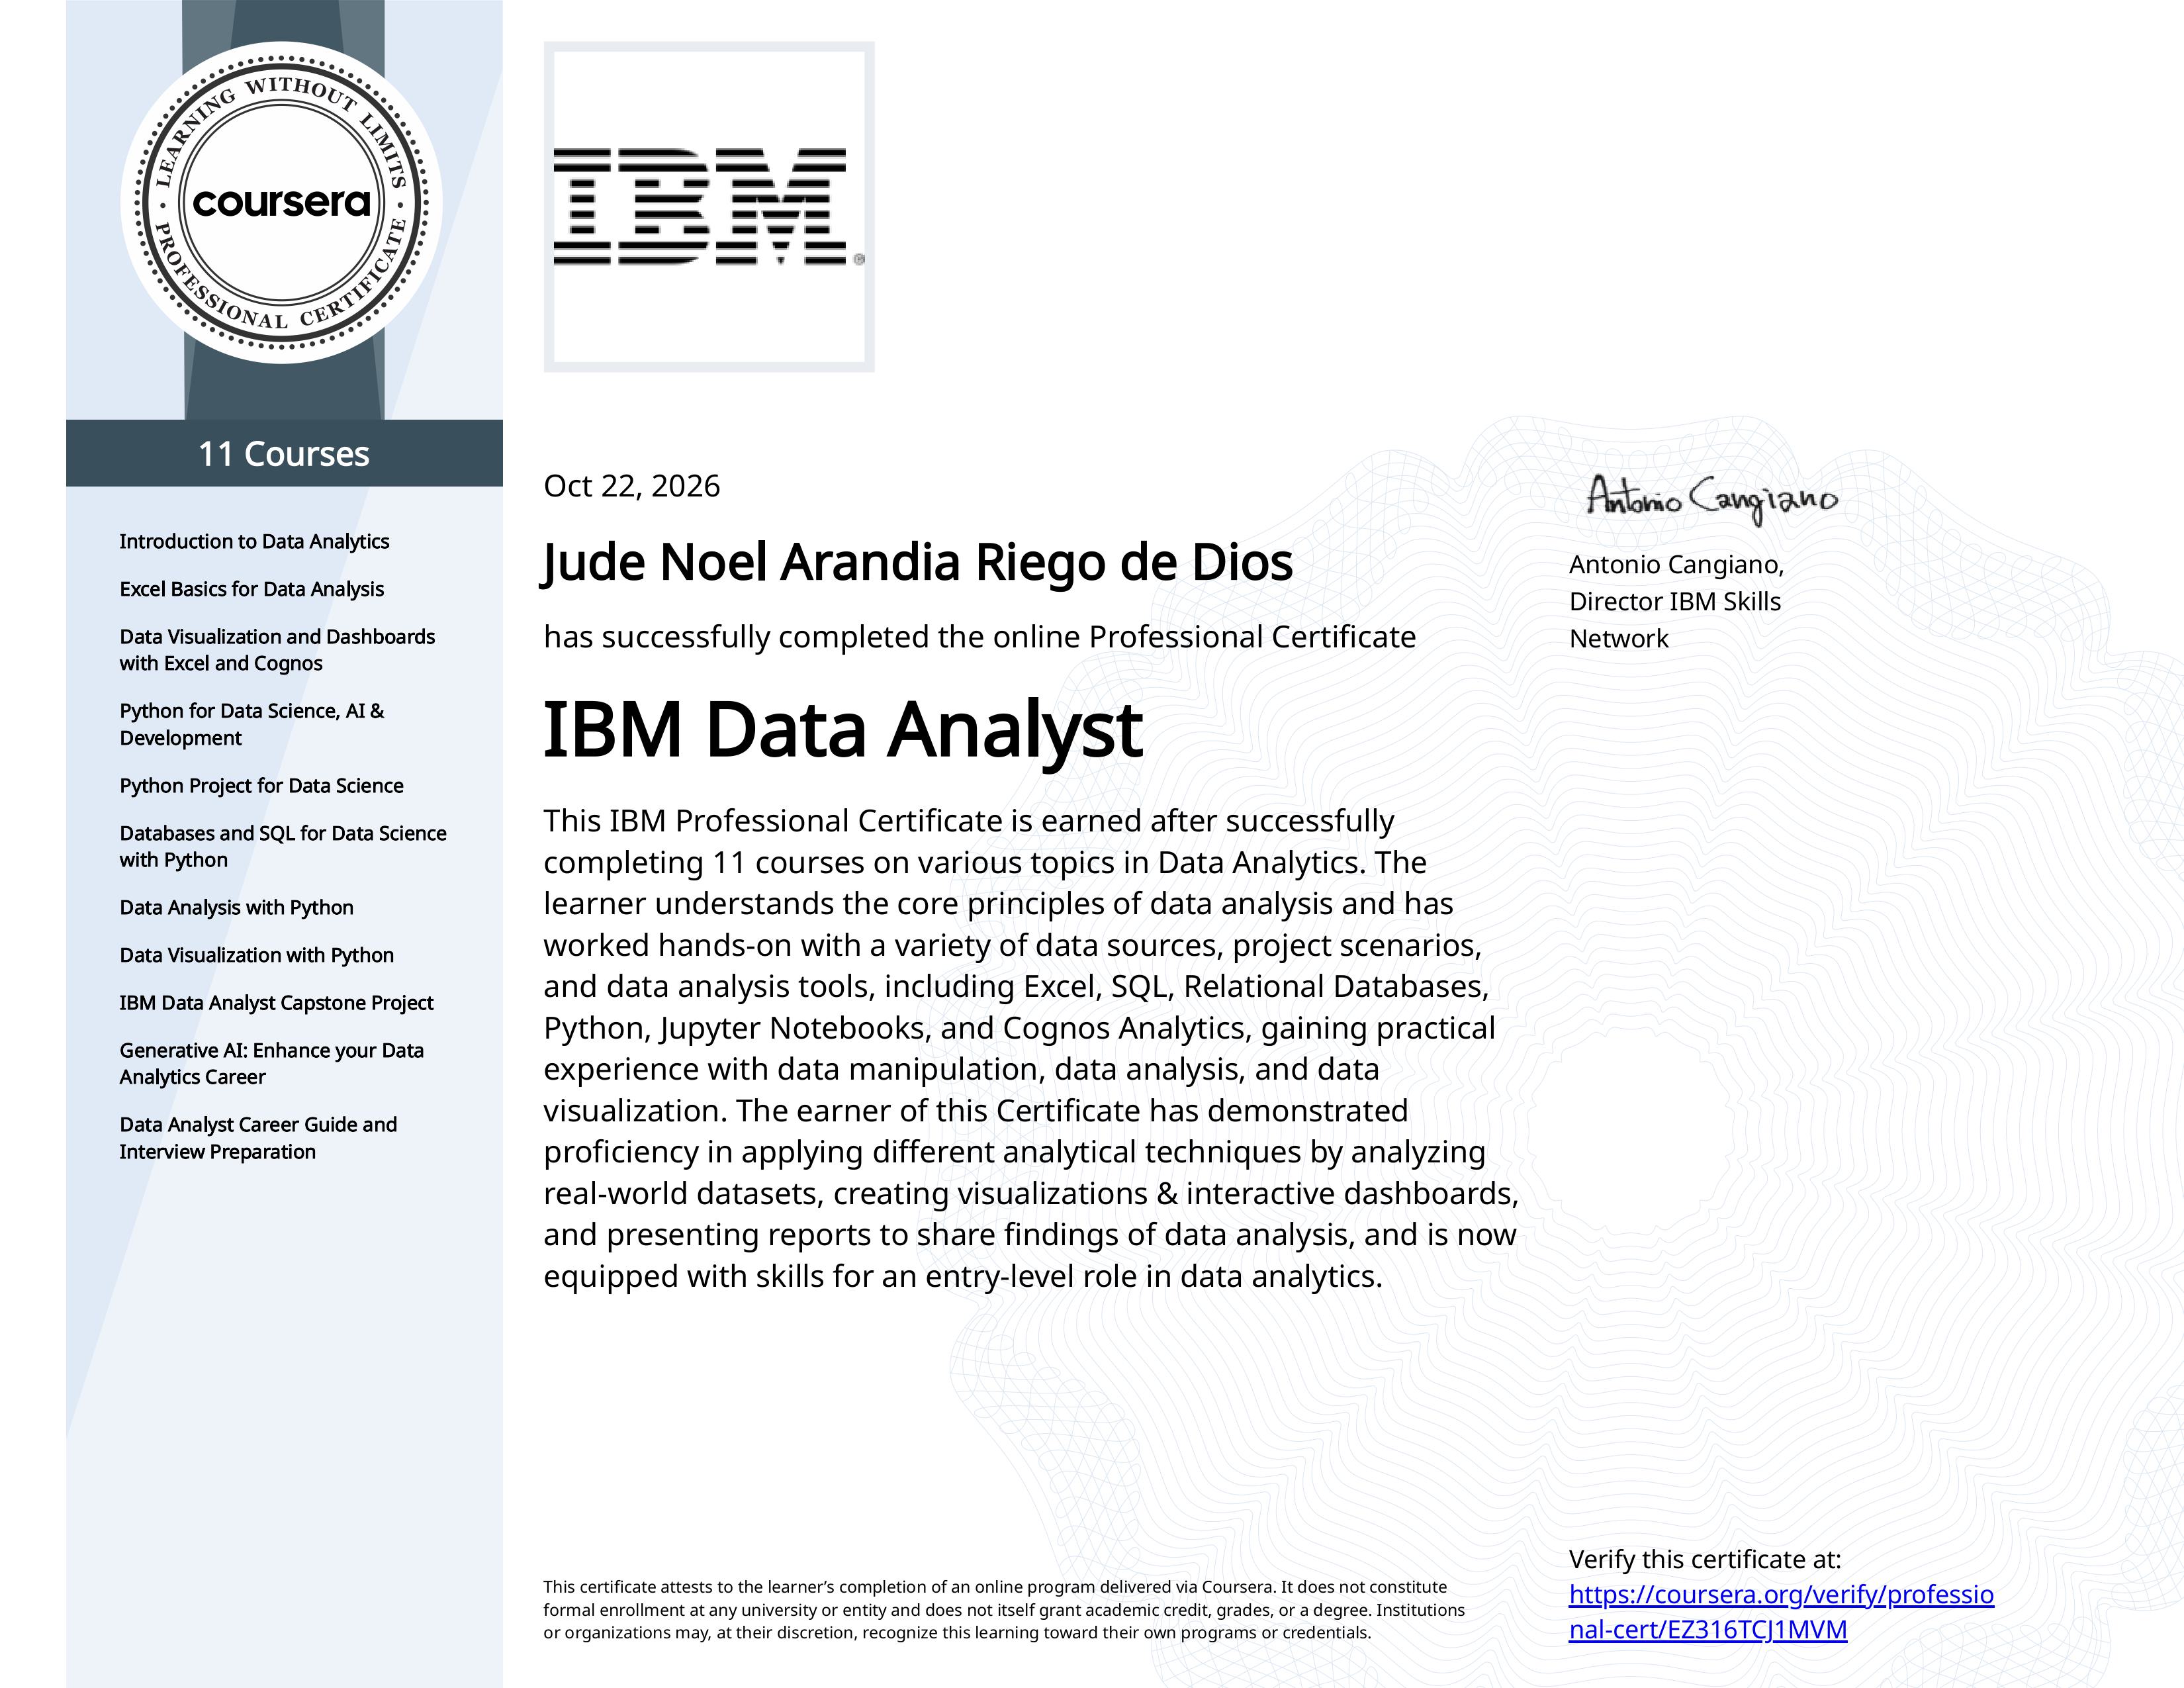 LEARNING WITHOUT LIMITS
coursera
PROFESSIONAL CERTIFICATE
11 Courses
Introduction to Data Analytics
Excel Basics for Data Analysis
Data Visualization and Dashboards
with Excel and Cognos
Python for Data Science, AI &
Development
Python Project for Data Science
Databases and SQL for Data Science
with Python
Data Analysis with Python
Data Visualization with Python
IBM Data Analyst Capstone Project
Generative AI: Enhance your Data
Analytics Career
Data Analyst Career Guide and
Interview Preparation
IBM®
Oct 22, 2026
Jude Noel Arandia Riego de Dios
has successfully completed the online Professional Certificate
IBM Data Analyst
This IBM Professional Certificate is earned after successfully
completing 11 courses on various topics in Data Analytics. The
learner understands the core principles of data analysis and has
worked hands-on with a variety of data sources, project scenarios,
and data analysis tools, including Excel, SQL, Relational Databases,
Python, Jupyter Notebooks, and Cognos Analytics, gaining practical
experience with data manipulation, data analysis, and data
visualization. The earner of this Certificate has demonstrated
proficiency in applying different analytical techniques by analyzing
real-world datasets, creating visualizations & interactive dashboards,
and presenting reports to share findings of data analysis, and is now
equipped with skills for an entry-level role in data analytics.
Antonio Cangiano
Antonio Cangiano,
Director IBM Skills
Network
This certificate attests to the learner’s completion of an online program delivered via Coursera. It does not constitute
formal enrollment at any university or entity and does not itself grant academic credit, grades, or a degree. Institutions
or organizations may, at their discretion, recognize this learning toward their own programs or credentials.
Verify this certificate at:
https://coursera.org/verify/professio
nal-cert/EZ316TCJ1MVM